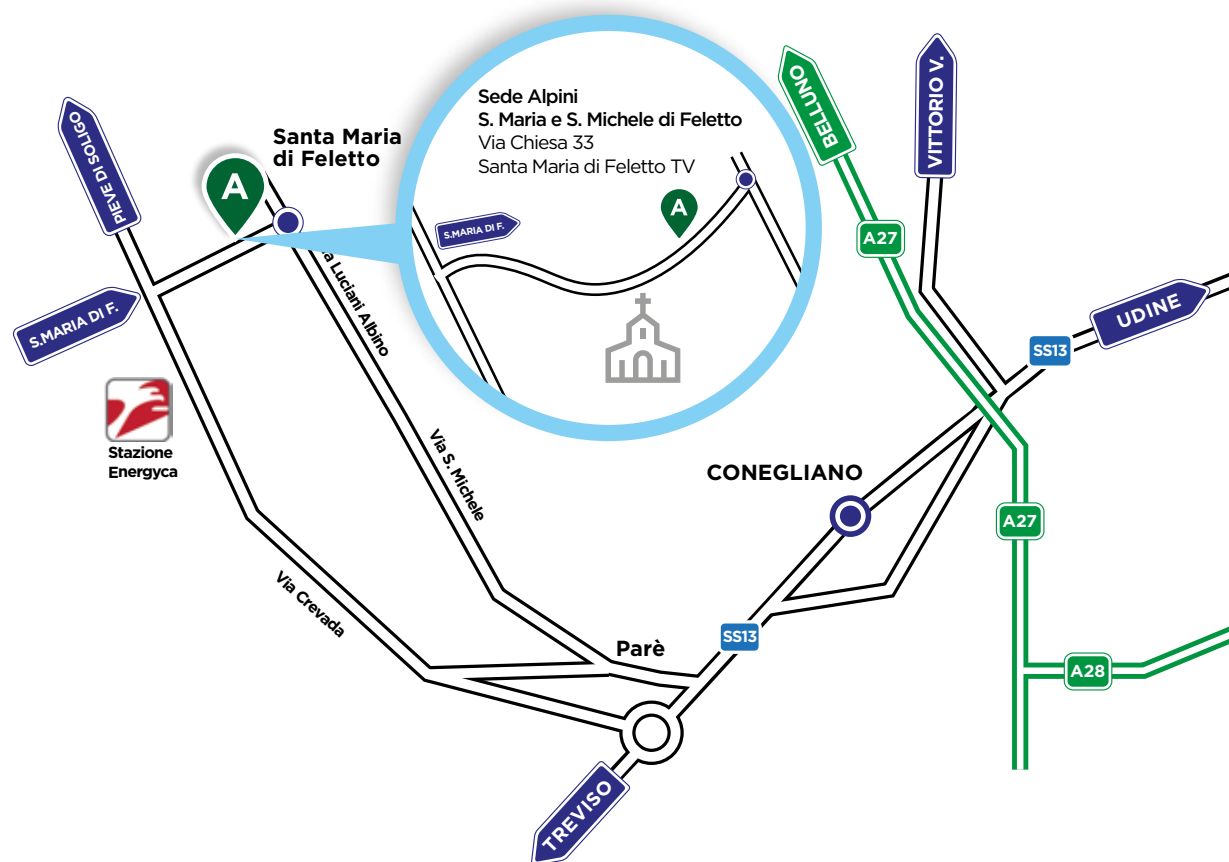 Sede Alpini
S. Maria e S. Michele di Feletto
Via Chiesa 33
Santa Maria di Feletto TV
S.MARIA DI F.
A
BELLUNO
VITTORIO V.
PIEVE DI SOLIGO
Santa Maria
di Feletto
A
S.MARIA DI F.
Luciani Albino
A27
UDINE
SS13
Stazione
Energyca
Via S. Michele
CONEGLIANO
A27
Via Crevada
Parè
SS13
A28
TREVISO